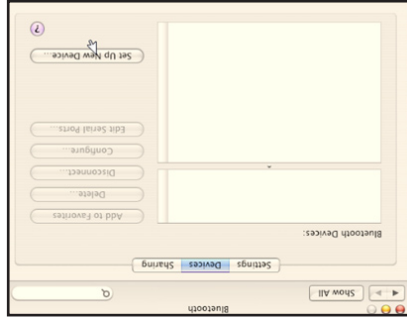 Bluetooth
Show All
Settings Devices Sharing
Bluetooth Devices:
Add to Favorites
Delete...
Disconnect...
Configure...
Edit Serial Ports...
Set Up New Device...
?